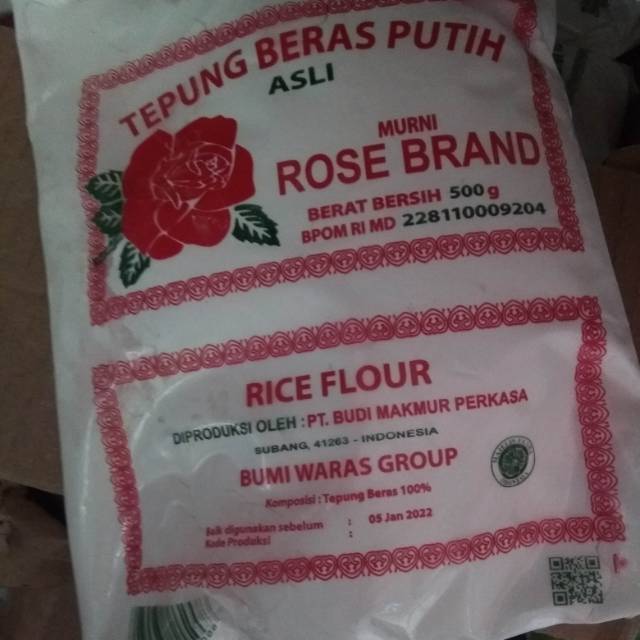 TEPUNG BERAS PUTIH
ASLI
MURNI
ROSE BRAND
BERAT BERSIH 500 g
BPOM RI MD 228110009204
RICE FLOUR
DIPRODUKSI OLEH : PT. BUDI MAKMUR PERKASA
SUBANG, 41263 - INDONESIA
BUMI WARAS GROUP
Komposisi : Tepung Beras 100%
Baik digunakan sebelum : 05 Jan 2022
Kode Produksi :